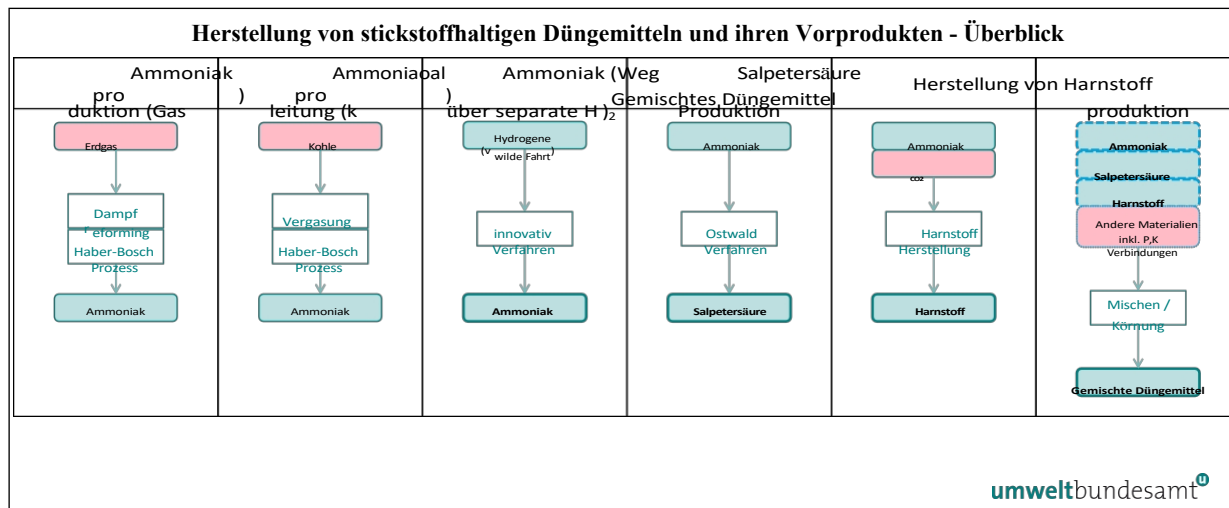 Herstellung von stickstoffhaltigen Düngemitteln und ihren Vorprodukten - Überblick
Ammoniak
pro )
duktion (Gas
Ammoniaoal
pro )
leitung (k
Ammoniak (Weg
über separate H )₂
Salpetersäure
Gemischtes Düngemittel
Produktion
Herstellung von Harnstoff
produktion
Erdgas
Dampf
reforming
Haber-Bosch
Prozess
Ammoniak
Kohle
Vergasung
Haber-Bosch
Prozess
Ammoniak
Hydrogene
(v wilde Fahrt)
innovativ
Verfahren
Ammoniak
Ammoniak
Ostwald
Verfahren
Salpetersäure
Ammoniak
co2
Harnstoff
Herstellung
Harnstoff
Ammoniak
Salpetersäure
Harnstoff
Andere Materialien
inkl. P,K
Verbindungen
Mischen /
Körnung
Gemischte Düngemittel
umweltbundesamt